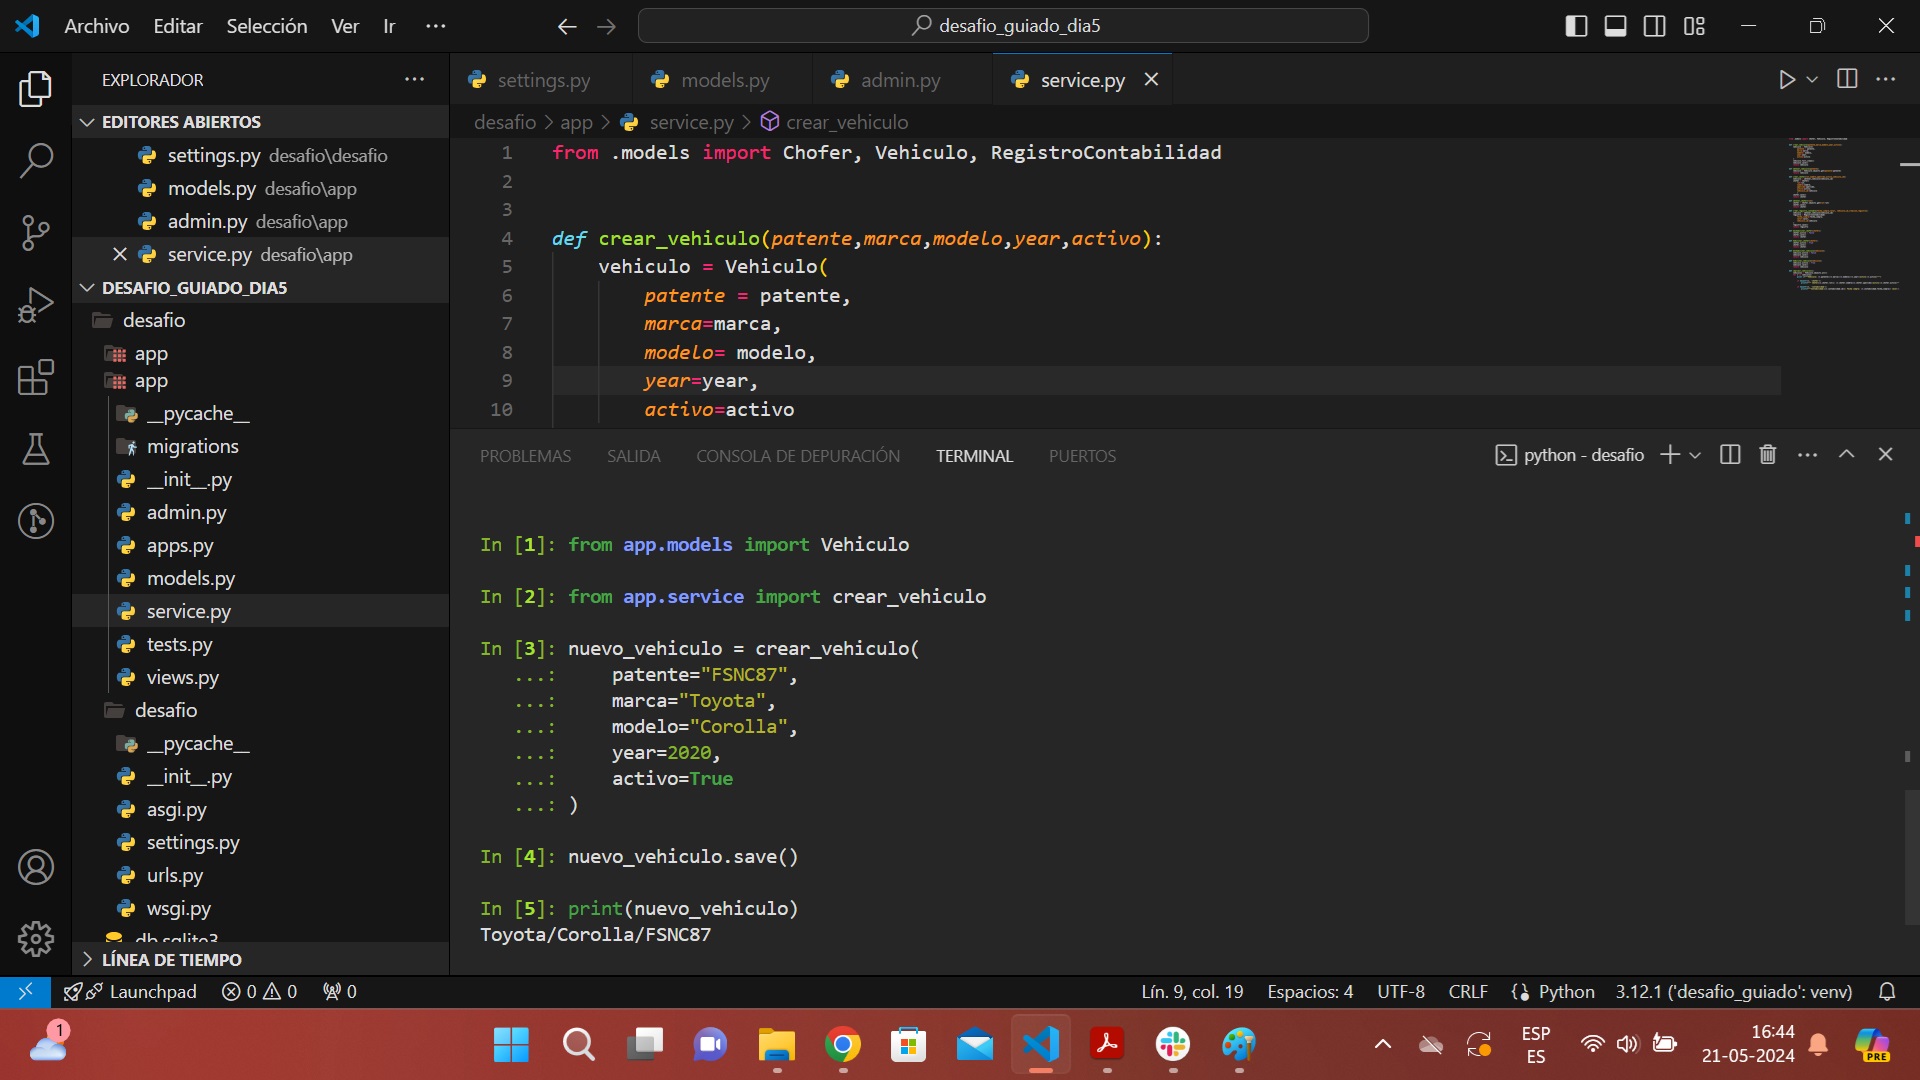 Archivo Editar Selección Ver Ir ···
desafio_guiado_dia5
EXPLORADOR
EDITORES ABIERTOS
settings.py desafio\desafio
models.py desafio\app
admin.py desafio\app
service.py desafio\app
DESAFIO_GUIADO_DIA5
desafio
app
app
__pycache__
migrations
__init__.py
admin.py
apps.py
models.py
service.py
tests.py
views.py
desafio
__pycache__
__init__.py
asgi.py
settings.py
urls.py
wsgi.py
db.sqlite3
LÍNEA DE TIEMPO
settings.py models.py admin.py service.py
desafio > app > service.py > crear_vehiculo
1 from .models import Chofer, Vehiculo, RegistroContabilidad
2
3
4 def crear_vehiculo(patente,marca,modelo,year,activo):
5 vehiculo = Vehiculo(
6 patente = patente,
7 marca=marca,
8 modelo= modelo,
9 year=year,
10 activo=activo
PROBLEMAS SALIDA CONSOLA DE DEPURACIÓN TERMINAL PUERTOS
python - desafio
In [1]: from app.models import Vehiculo
In [2]: from app.service import crear_vehiculo
In [3]: nuevo_vehiculo = crear_vehiculo(
...: patente="FSNC87",
...: marca="Toyota",
...: modelo="Corolla",
...: year=2020,
...: activo=True
...: )
In [4]: nuevo_vehiculo.save()
In [5]: print(nuevo_vehiculo)
Toyota/Corolla/FSNC87
Launchpad 0 0 0
Lín. 9, col. 19 Espacios: 4 UTF-8 CRLF Python 3.12.1 ('desafio_guiado': venv)
1
ESP
ES
16:44
21-05-2024
PRE